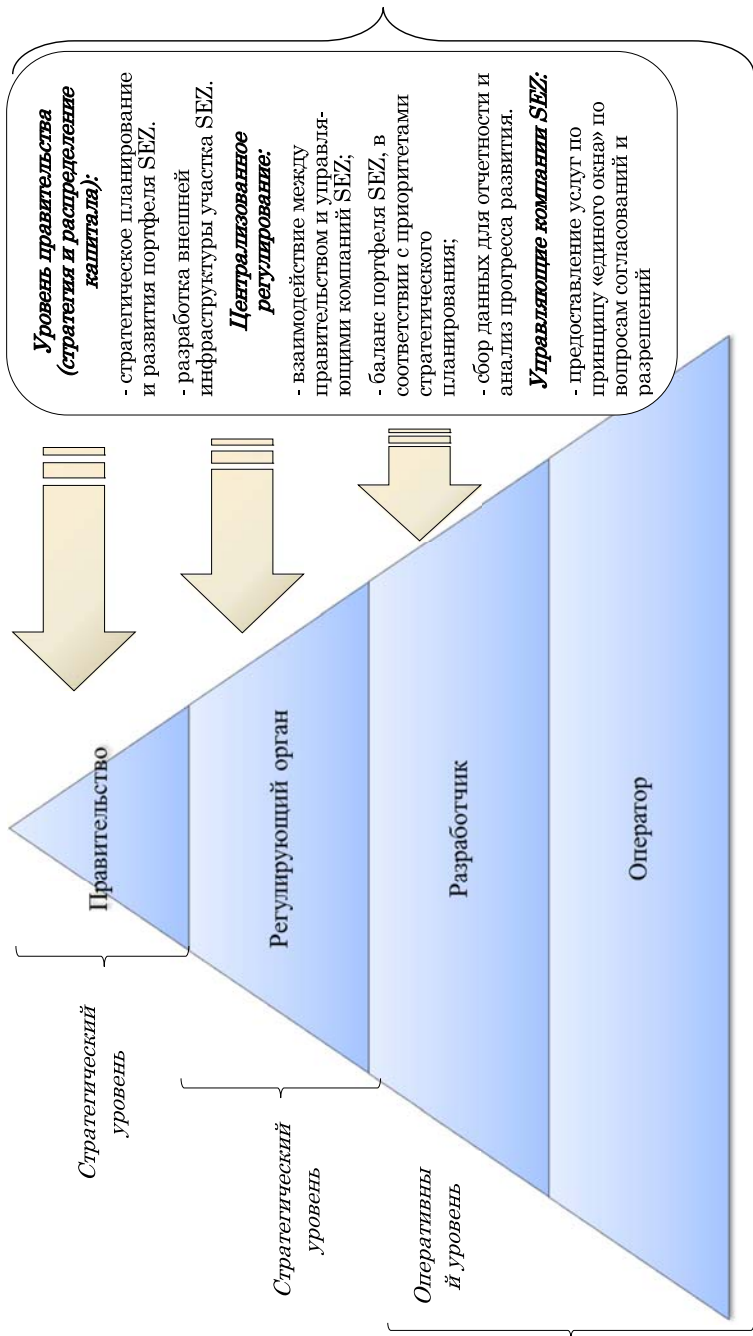 Стратегический
уровень
Стратегический
уровень
Оперативны
й уровень
Правительство
Регулирующий орган
Разработчик
Оператор
Уровень правительства
(стратегия и распределение
капитала):
- стратегическое планирование
и развития портфеля SEZ.
- разработка внешней
инфраструктуры участка SEZ.
Централизованное
регулирование:
- взаимодействие между
правительством и управля-
ющими компаний SEZ;
- баланс портфеля SEZ, в
соответствии с приоритетами
стратегического
планирования;
- сбор данных для отчетности и
анализ прогресса развития.
Управляющие компании SEZ:
- предоставление услуг по
принципу «единого окна» по
вопросам согласований и
разрешений